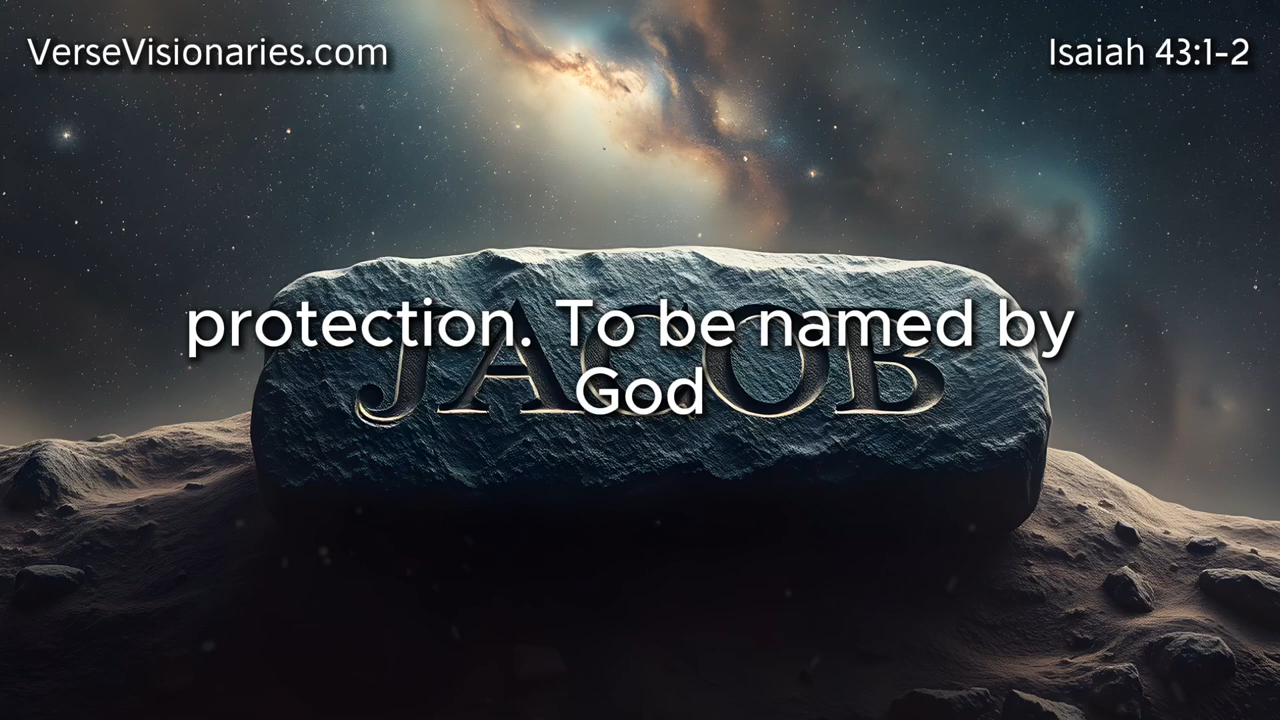 VerseVisionaries.com
Isaiah 43:1-2
protection. To be named by
God
JACOB